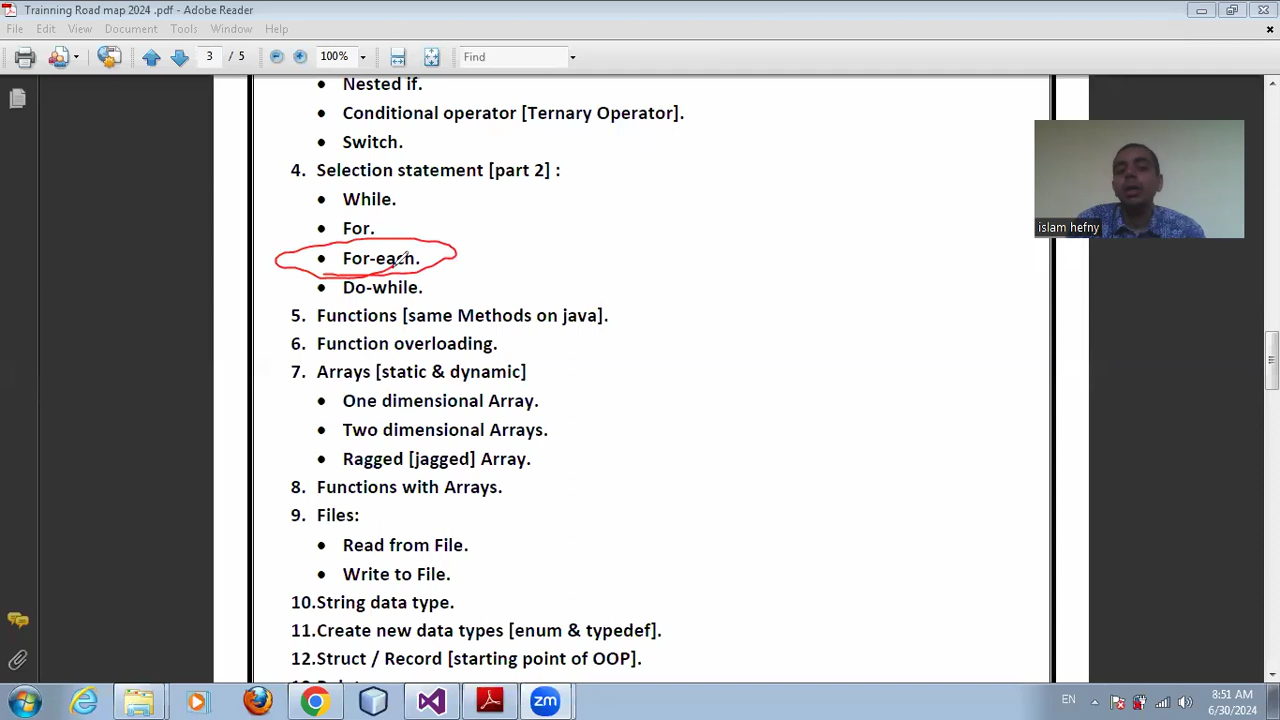 Trainning Road map 2024 .pdf - Adobe Reader
File Edit View Document Tools Window Help
3 / 5 100% Find
Nested if.
Conditional operator [Ternary Operator].
Switch.
4. Selection statement [part 2] :
While.
For.
For-each.
Do-while.
5. Functions [same Methods on java].
6. Function overloading.
7. Arrays [static & dynamic]
One dimensional Array.
Two dimensional Arrays.
Ragged [jagged] Array.
8. Functions with Arrays.
9. Files:
Read from File.
Write to File.
10.String data type.
11.Create new data types [enum & typedef].
12.Struct / Record [starting point of OOP].
islam hefny
zm
EN
8:51 AM
6/30/2024